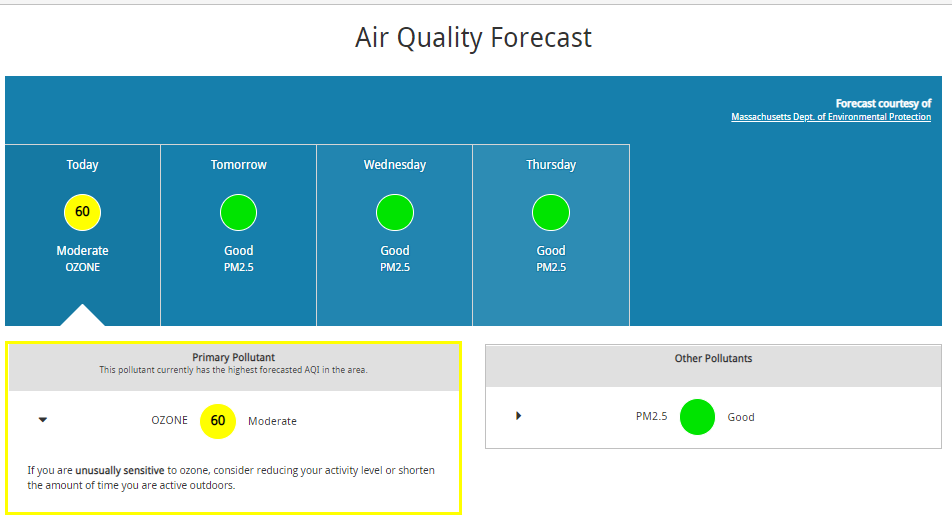 Air Quality Forecast
Forecast courtesy of
Massachusetts Dept. of Environmental Protection
Today
60
Moderate
OZONE
Tomorrow
Good
PM2.5
Wednesday
Good
PM2.5
Thursday
Good
PM2.5
Primary Pollutant
This pollutant currently has the highest forecasted AQI in the area.
OZONE 60 Moderate
If you are unusually sensitive to ozone, consider reducing your activity level or shorten
the amount of time you are active outdoors.
Other Pollutants
PM2.5 Good